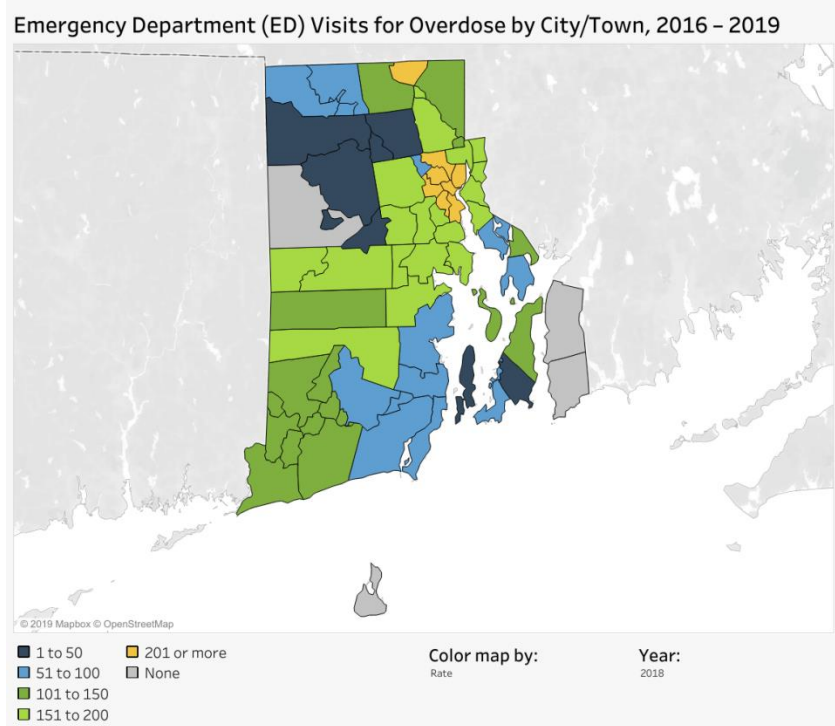 Emergency Department (ED) Visits for Overdose by City/Town, 2016 – 2019
© 2019 Mapbox © OpenStreetMap
1 to 50
51 to 100
101 to 150
151 to 200
201 or more
None
Color map by:
Rate
Year:
2018